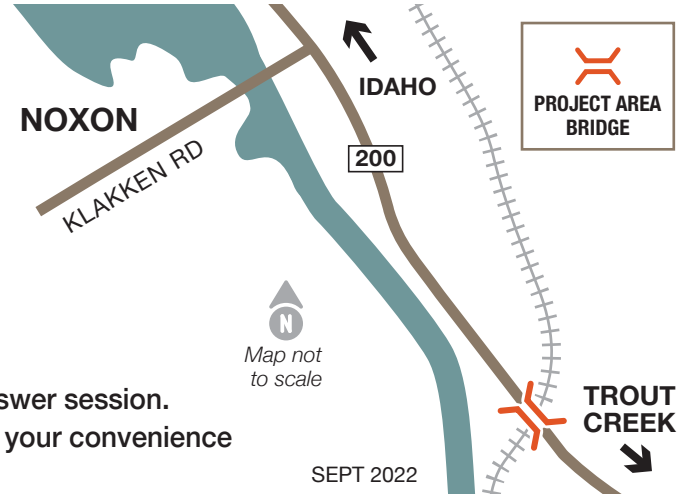 IDAHO
PROJECT AREA
BRIDGE
NOXON
KLAKKEN RD
200
N
Map not
to scale
swer session.
your convenience
TROUT
CREEK
SEPT 2022